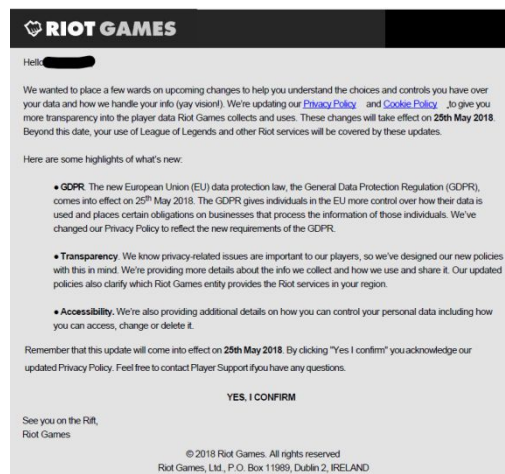 RIOT GAMES
Hello
We wanted to place a few wards on upcoming changes to help you understand the choices and controls you have over
your data and how we handle your info (yay vision!). We're updating our Privacy Policy and Cookie Policy ,to give you
more transparency into the player data Riot Games collects and uses. These changes will take effect on 25th May 2018.
Beyond this date, your use of League of Legends and other Riot services will be covered by these updates.
Here are some highlights of what's new:
● GDPR. The new European Union (EU) data protection law, the General Data Protection Regulation (GDPR),
comes into effect on 25th May 2018. The GDPR gives individuals in the EU more control over how their data is
used and places certain obligations on businesses that process the information of those individuals. We've
changed our Privacy Policy to reflect the new requirements of the GDPR.
● Transparency. We know privacy-related issues are important to our players, so we've designed our new policies
with this in mind. We're providing more details about the info we collect and how we use and share it. Our updated
policies also clarify which Riot Games entity provides the Riot services in your region.
● Accessibility. We're also providing additional details on how you can control your personal data including how
you can access, change or delete it.
Remember that this update will come into effect on 25th May 2018. By clicking "Yes I confirm" you acknowledge our
updated Privacy Policy. Feel free to contact Player Support if you have any questions.
YES, I CONFIRM
See you on the Rift,
Riot Games
© 2018 Riot Games. All rights reserved
Riot Games, Ltd., P.O. Box 11989, Dublin 2, IRELAND